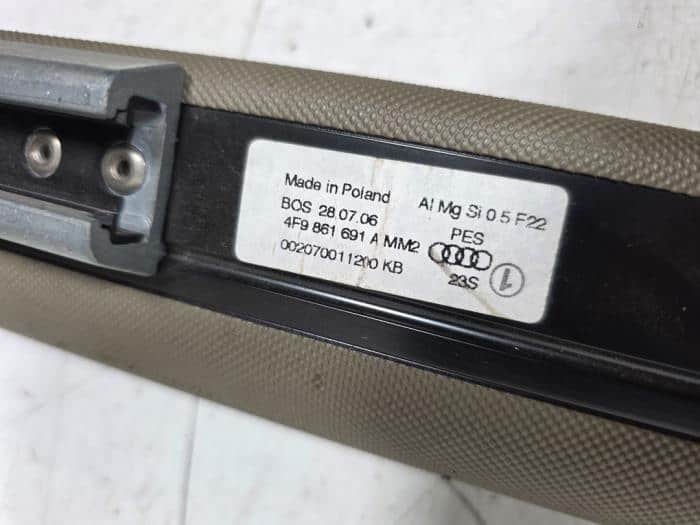 Made in Poland Al Mg Si 0 5 F22
BOS 28.07.06 PES
4F9 861 691 A MM2
002070011200 KB 23S 1